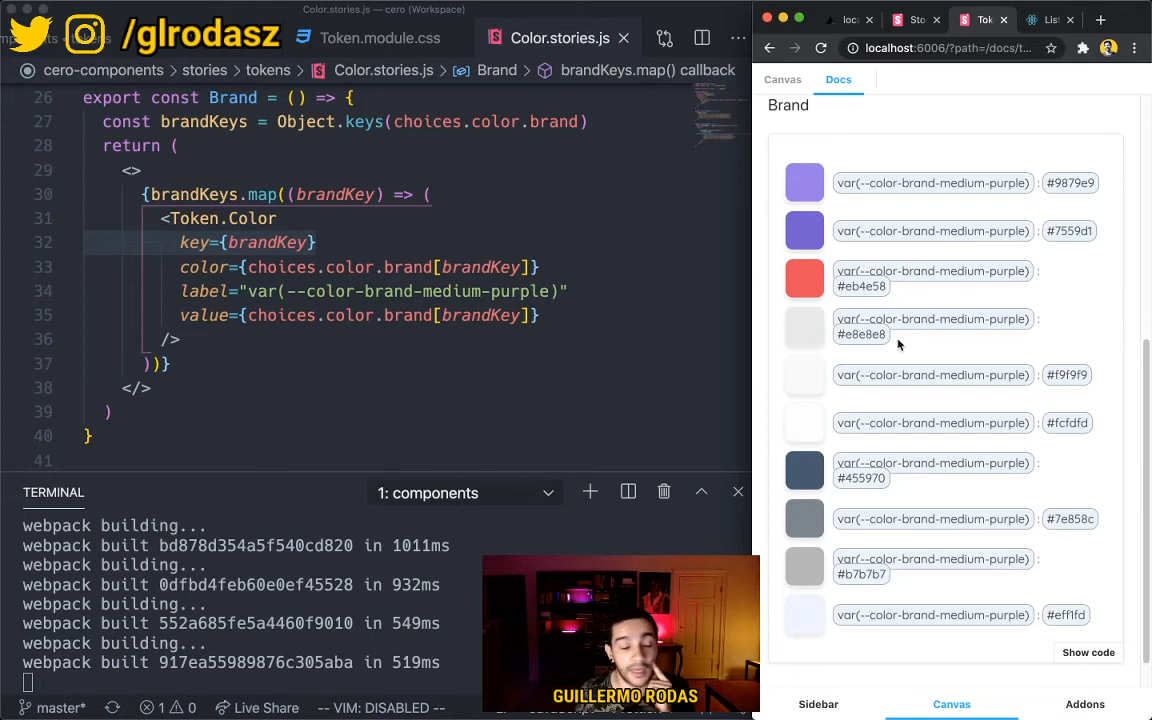 /glrodasz
Color.stories.js — cero (Workspace)
Token.module.css
Color.stories.js
cero-components > stories > tokens > Color.stories.js > Brand > brandKeys.map() callback
26 export const Brand = () => {
27 const brandKeys = Object.keys(choices.color.brand)
28 return (
29 <>
30 {brandKeys.map((brandKey) => (
31 <Token.Color
32 key={brandKey}
33 color={choices.color.brand[brandKey]}
34 label="var(--color-brand-medium-purple)"
35 value={choices.color.brand[brandKey]}
36 />
37 ))}
38 </>
39 )
40 }
41
TERMINAL
1: components
webpack building...
webpack built bd878d354a5f540cd820 in 1011ms
webpack building...
webpack built 0dfbd4feb60e0ef45528 in 932ms
webpack building...
webpack built 552a685fe5a4460f9010 in 549ms
webpack building...
webpack built 917ea55989876c305aba in 519ms
master*
1
0
Live Share
-- VIM: DISABLED --
GUILLERMO RODAS
loca
Sto
Tok
List
localhost:6006/?path=/docs/t...
Canvas
Docs
Brand
var(--color-brand-medium-purple) : #9879e9
var(--color-brand-medium-purple) : #7559d1
var(--color-brand-medium-purple) :
#eb4e58
var(--color-brand-medium-purple) :
#e8e8e8
var(--color-brand-medium-purple) : #f9f9f9
var(--color-brand-medium-purple) : #fcfdfd
var(--color-brand-medium-purple) :
#455970
var(--color-brand-medium-purple) : #7e858c
var(--color-brand-medium-purple) :
#b7b7b7
var(--color-brand-medium-purple) : #eff1fd
Show code
Sidebar
Canvas
Addons